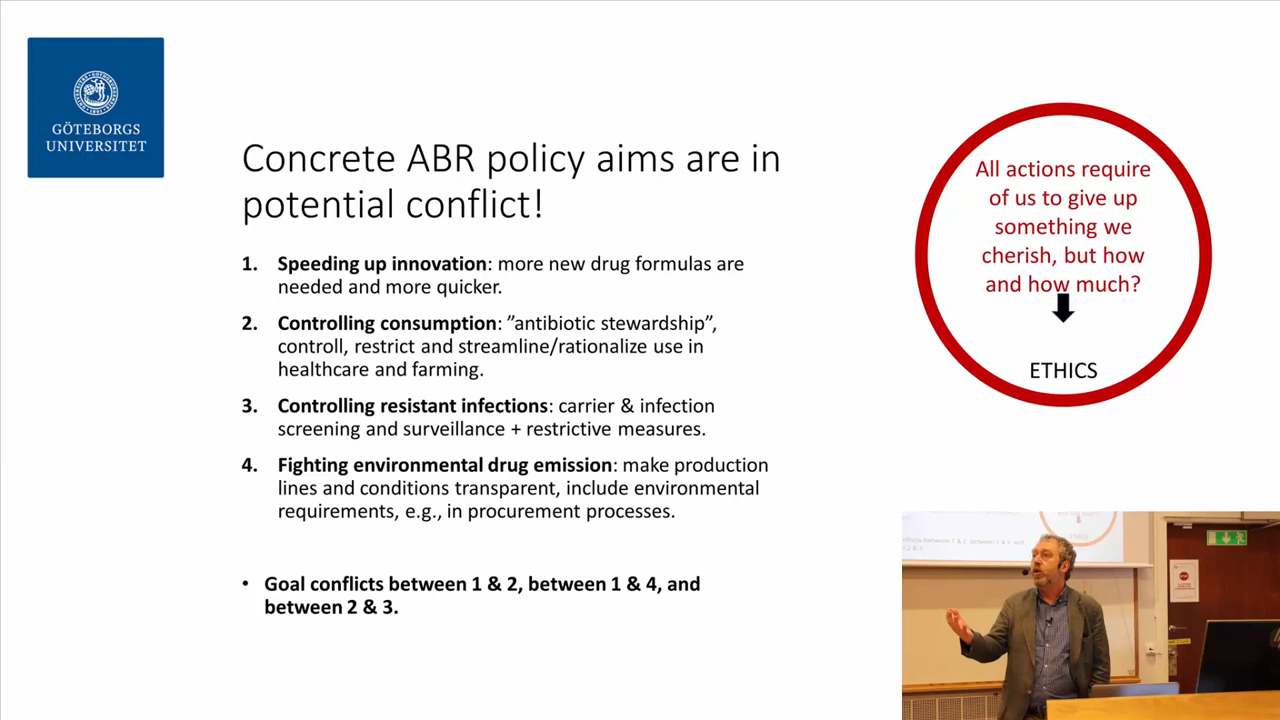 GÖTEBORGS
UNIVERSITET
Concrete ABR policy aims are in
potential conflict!
1. Speeding up innovation: more new drug formulas are
needed and more quicker.
2. Controlling consumption: ”antibiotic stewardship”,
controll, restrict and streamline/rationalize use in
healthcare and farming.
3. Controlling resistant infections: carrier & infection
screening and surveillance + restrictive measures.
4. Fighting environmental drug emission: make production
lines and conditions transparent, include environmental
requirements, e.g., in procurement processes.
• Goal conflicts between 1 & 2, between 1 & 4, and
between 2 & 3.
All actions require
of us to give up
something we
cherish, but how
and how much?
ETHICS